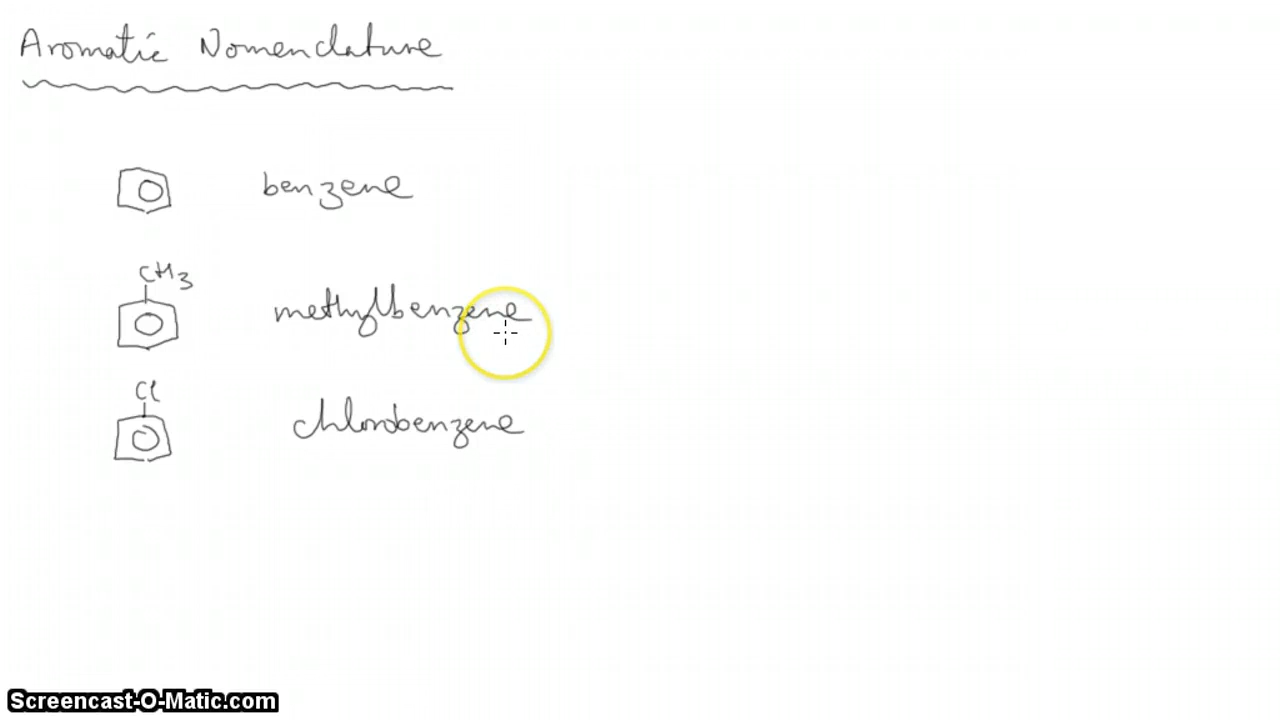 Aromatic Nomenclature
benzene
CH3
methylbenzene
Cl
chlorobenzene
Screencast-O-Matic.com